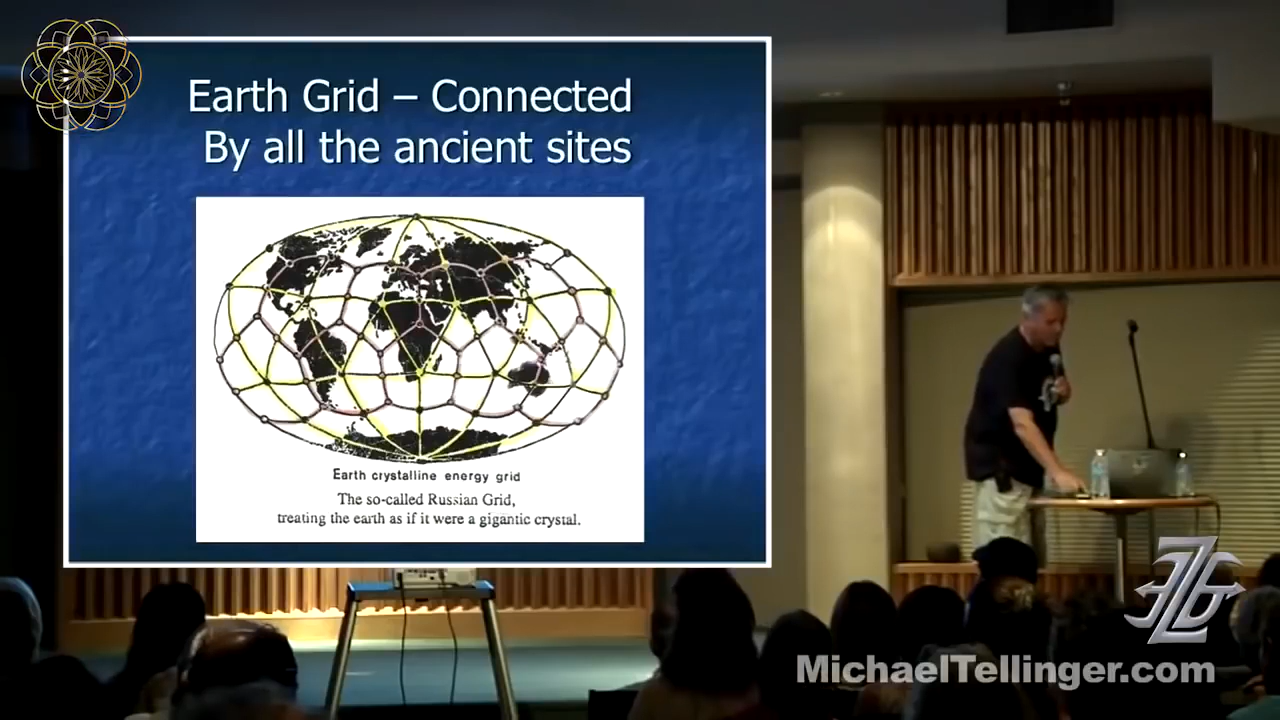 Earth Grid – Connected
By all the ancient sites
Earth crystalline energy grid
The so-called Russian Grid,
treating the earth as if it were a gigantic crystal.
MichaelTellinger.com